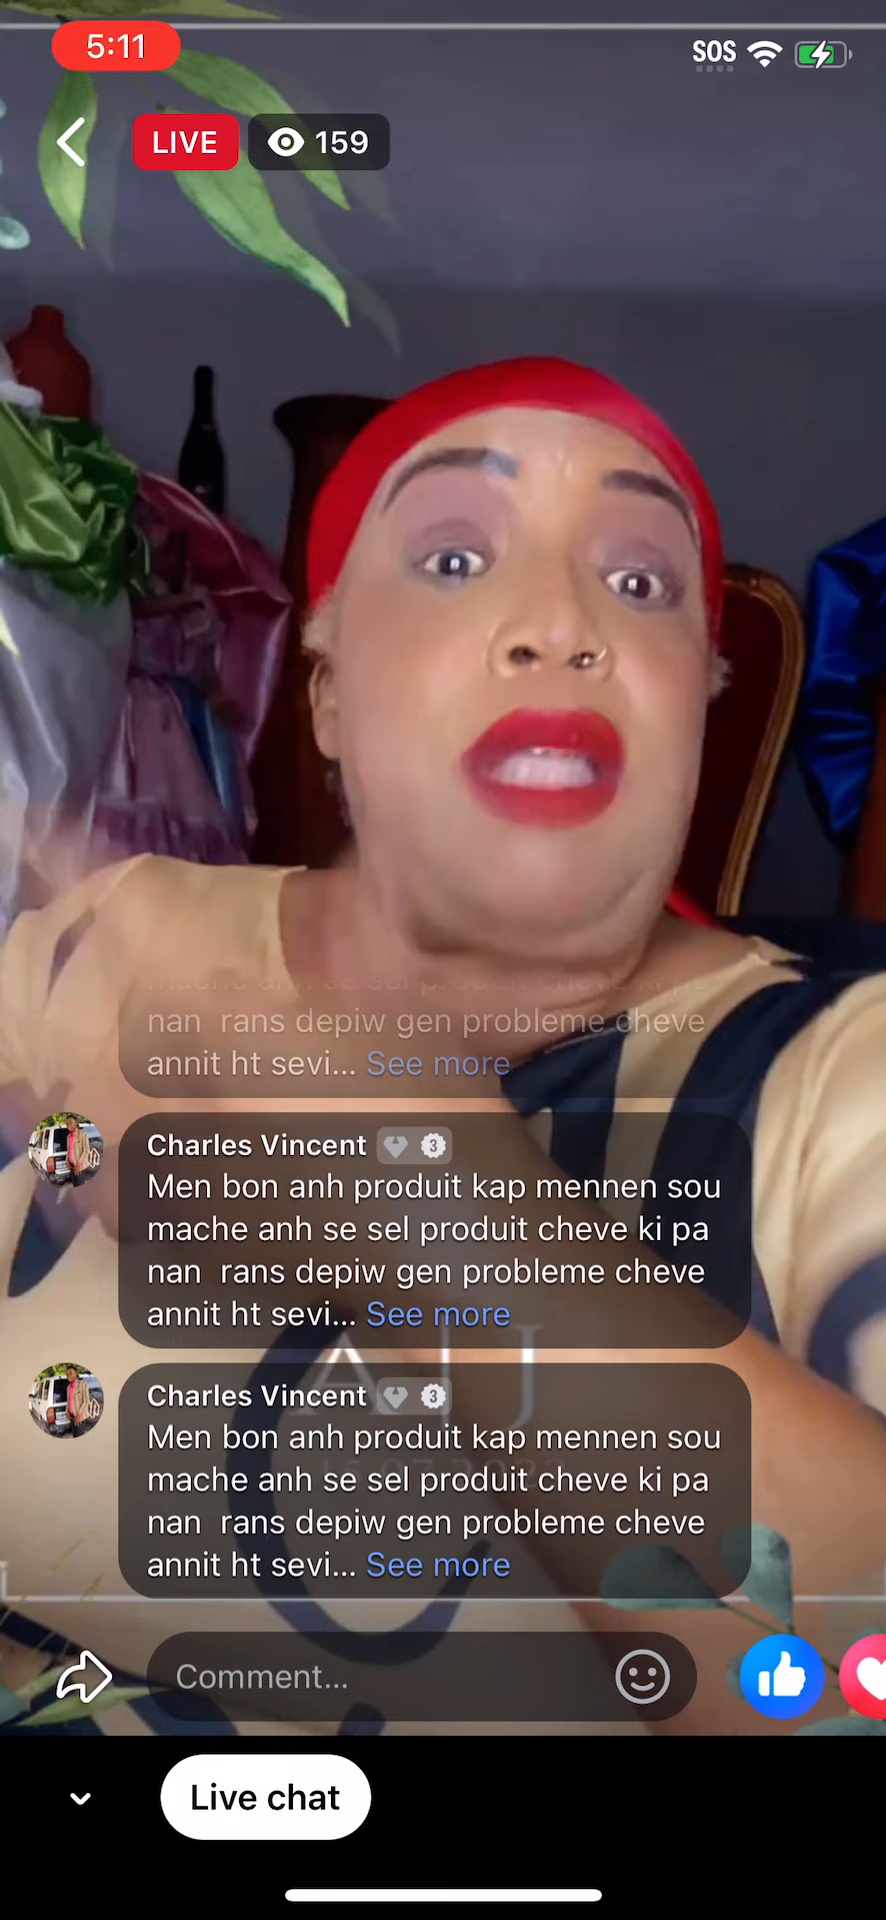 5:11
SOS
LIVE
159
nan rans depiw gen probleme cheve
annit ht sevi... See more
Charles Vincent 3
Men bon anh produit kap mennen sou
mache anh se sel produit cheve ki pa
nan rans depiw gen probleme cheve
annit ht sevi... See more
Charles Vincent 3
Men bon anh produit kap mennen sou
mache anh se sel produit cheve ki pa
nan rans depiw gen probleme cheve
annit ht sevi... See more
A | J
Comment...
Live chat